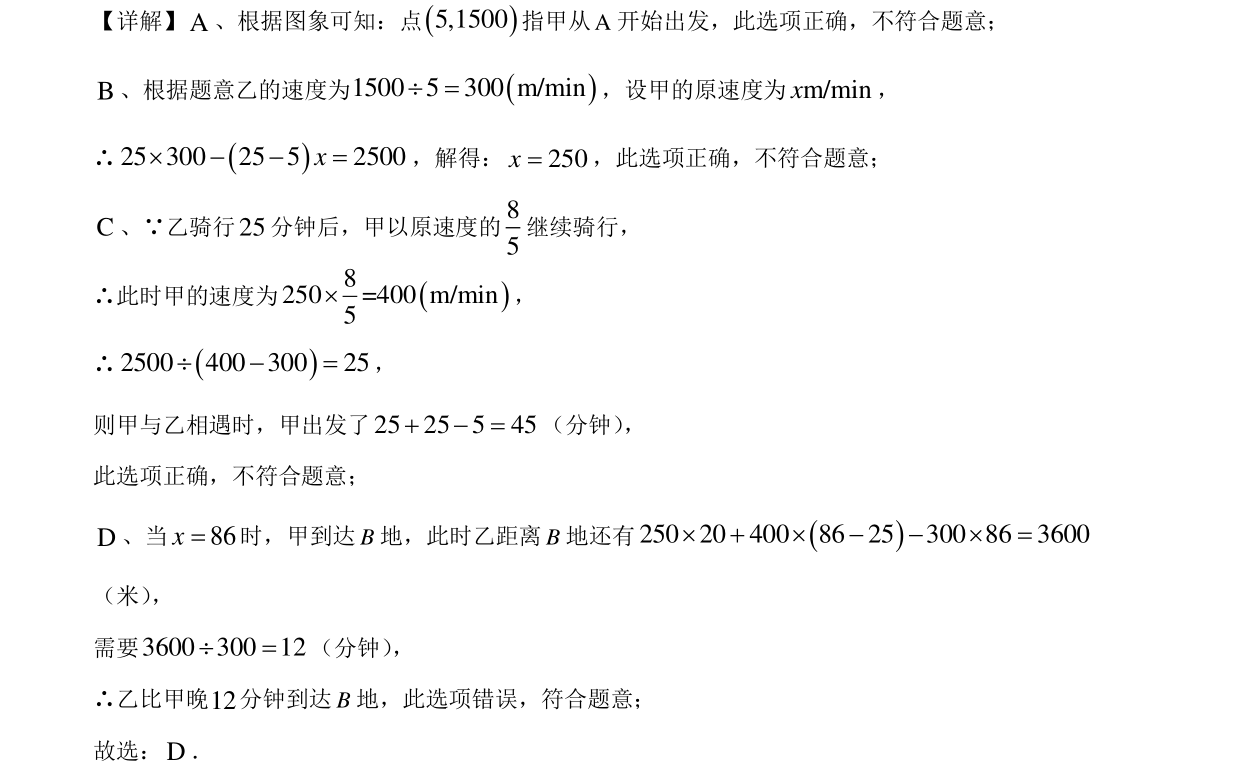 【详解】A、根据图象可知：点(5,1500)指甲从A开始出发，此选项正确，不符合题意；
B、根据题意乙的速度为1500÷5=300(m/min)，设甲的原速度为xm/min，
∴25×300−(25−5)x=2500，解得：x=250，此选项正确，不符合题意；
C、∵乙骑行25分钟后，甲以原速度的8/5继续骑行，
∴此时甲的速度为250×8/5=400(m/min)，
∴2500÷(400−300)=25，
则甲与乙相遇时，甲出发了25+25−5=45（分钟），
此选项正确，不符合题意；
D、当x=86时，甲到达B地，此时乙距离B地还有250×20+400×(86−25)−300×86=3600
（米），
需要3600÷300=12（分钟），
∴乙比甲晚12分钟到达B地，此选项错误，符合题意；
故选：D．